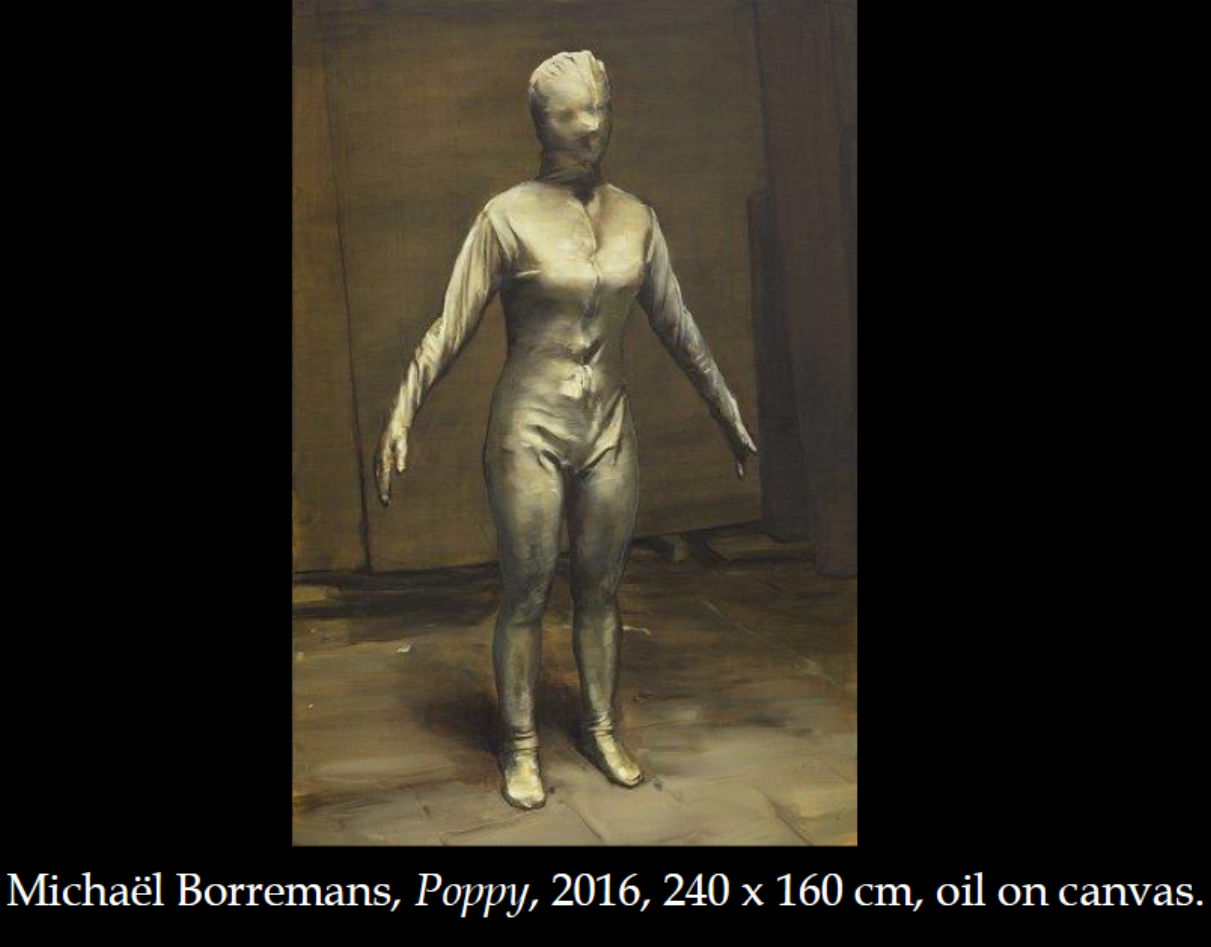 Michaël Borremans, Poppy, 2016, 240 x 160 cm, oil on canvas.